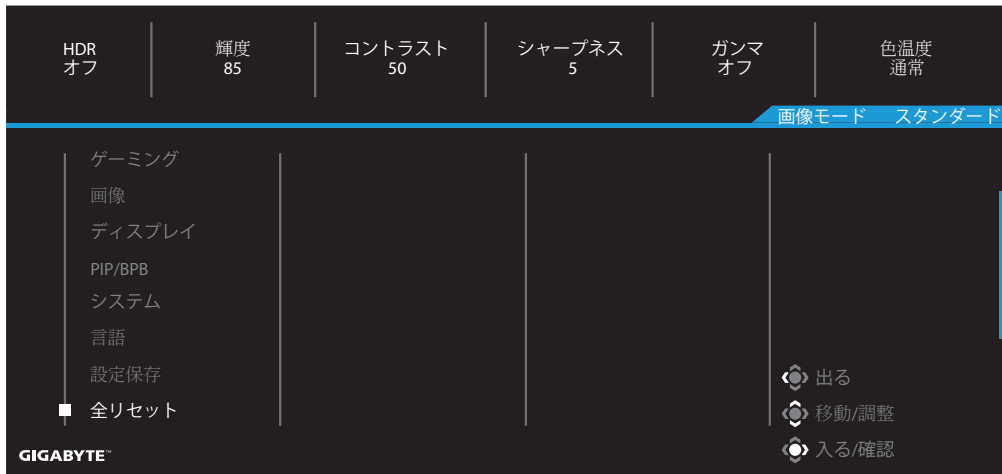 HDR
オフ
輝度
85
コントラスト
50
シャープネス
5
ガンマ
オフ
色温度
通常
画像モード スタンダード
ゲーミング
画像
ディスプレイ
PIP/BPB
システム
言語
設定保存
全リセット
出る
移動/調整
入る/確認
GIGABYTE™